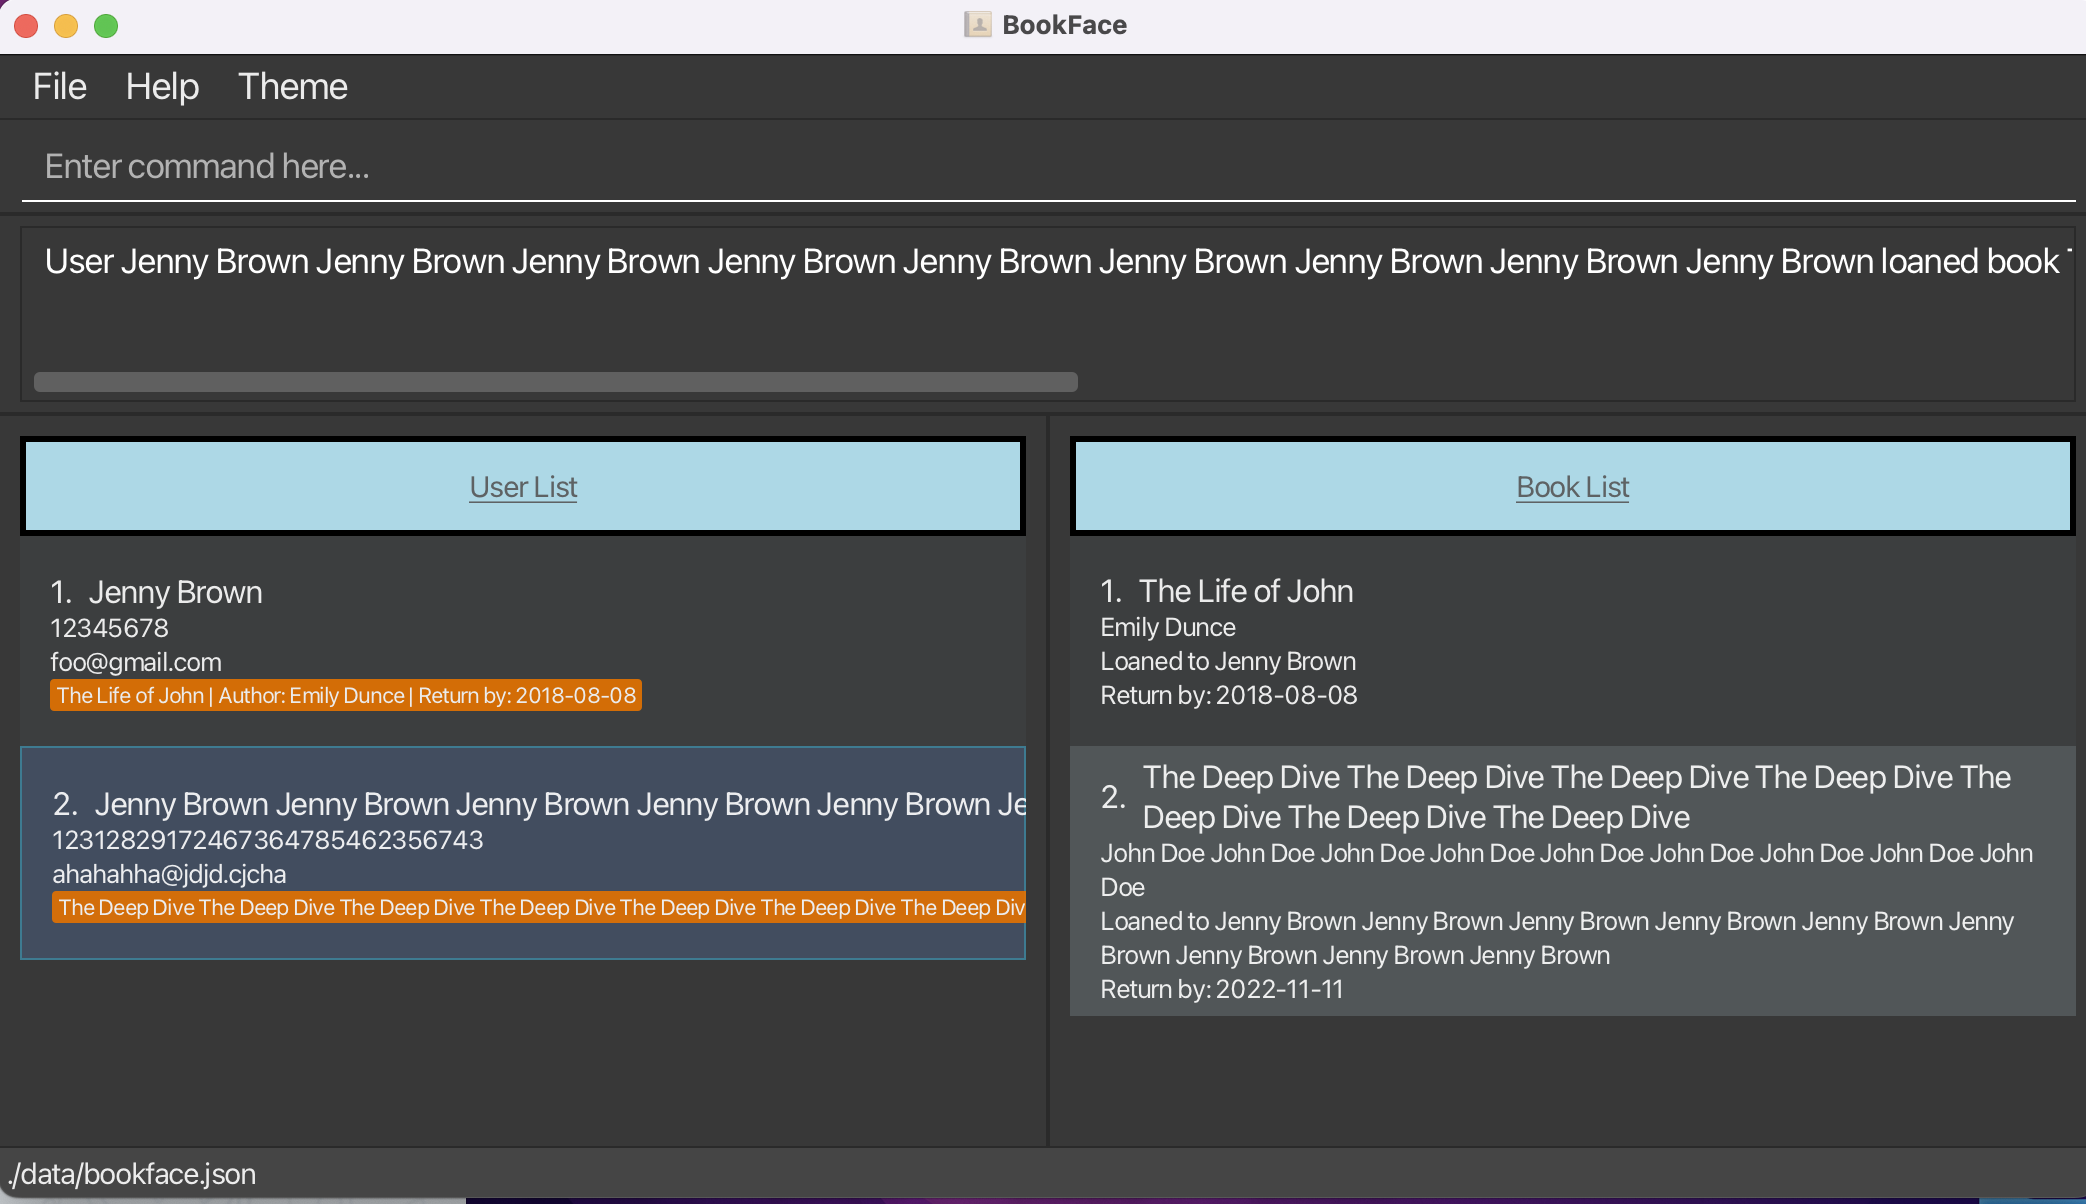 BookFace
File Help Theme
Enter command here...
User Jenny Brown Jenny Brown Jenny Brown Jenny Brown Jenny Brown Jenny Brown Jenny Brown Jenny Brown Jenny Brown loaned book
User List
1. Jenny Brown
12345678
foo@gmail.com
The Life of John | Author: Emily Dunce | Return by: 2018-08-08
2. Jenny Brown Jenny Brown Jenny Brown Jenny Brown Jenny Brown Je
12312829172467364785462356743
ahahahha@jdjd.cjcha
The Deep Dive The Deep Dive The Deep Dive The Deep Dive The Deep Dive The Deep Dive The Deep Div
Book List
1. The Life of John
Emily Dunce
Loaned to Jenny Brown
Return by: 2018-08-08
2. The Deep Dive The Deep Dive The Deep Dive The Deep Dive The
Deep Dive The Deep Dive The Deep Dive
John Doe John Doe John Doe John Doe John Doe John Doe John Doe John Doe John
Doe
Loaned to Jenny Brown Jenny Brown Jenny Brown Jenny Brown Jenny Brown Jenny
Brown Jenny Brown Jenny Brown Jenny Brown
Return by: 2022-11-11
./data/bookface.json